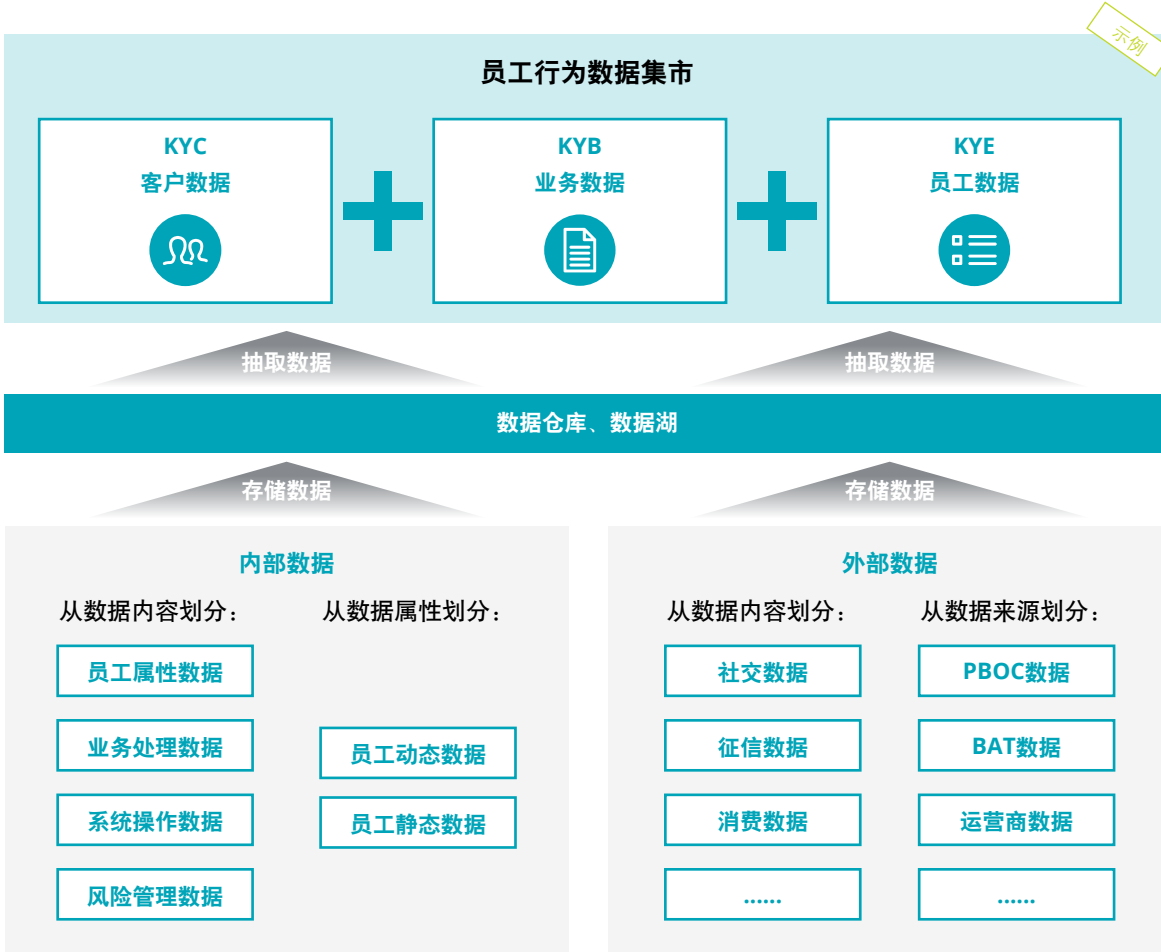 示例
员工行为数据集市
KYC
客户数据
KYB
业务数据
KYE
员工数据
抽取数据
抽取数据
数据仓库、数据湖
存储数据
存储数据
内部数据
从数据内容划分：
从数据属性划分：
员工属性数据
业务处理数据
系统操作数据
风险管理数据
员工动态数据
员工静态数据
外部数据
从数据内容划分：
从数据来源划分：
社交数据
征信数据
消费数据
......
PBOC数据
BAT数据
运营商数据
......